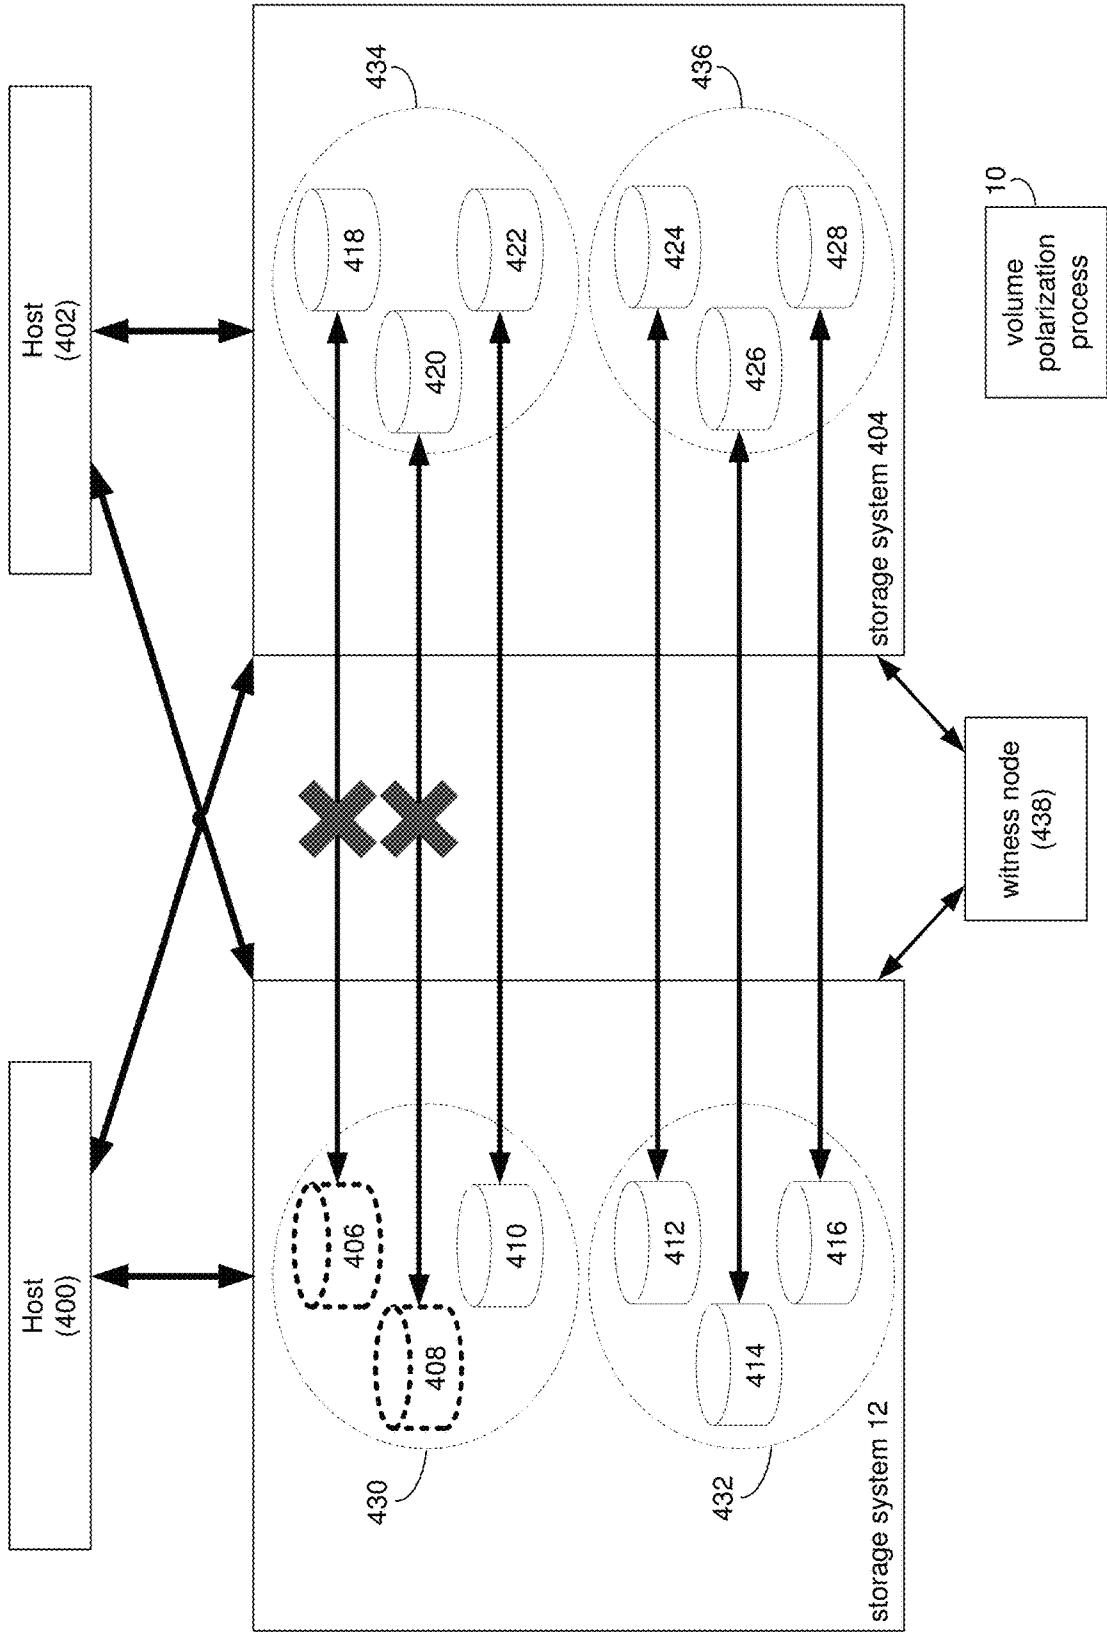 Host
(400)
Host
(402)
430
406
408
410
432
412
414
416
storage system 12
434
418
420
422
436
424
426
428
storage system 404
witness node
(438)
10
volume
polarization
process